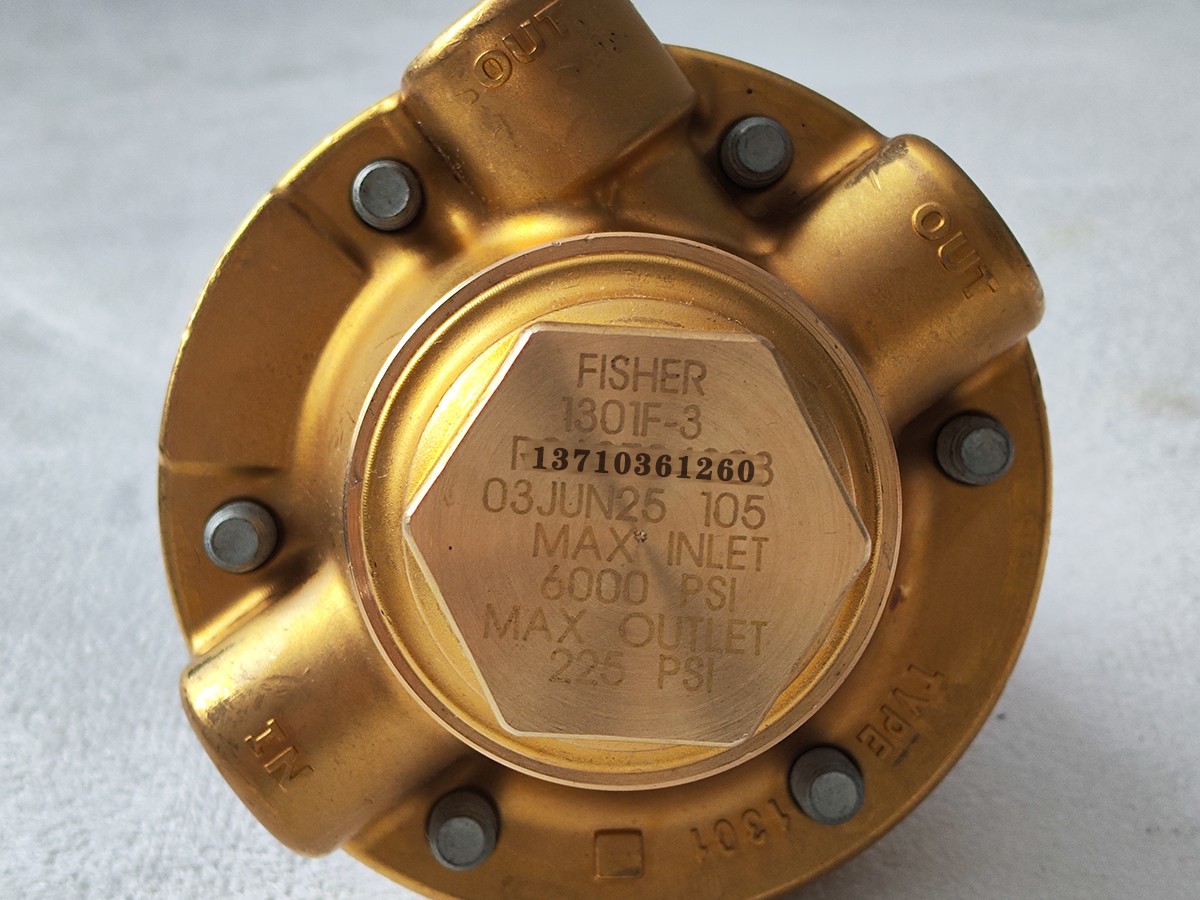 OUT
OUT
FISHER
1301F-3
13710361260
03JUN25 105
MAX INLET
6000 PSI
MAX OUTLET
225 PSI
IN
TYPE 1301